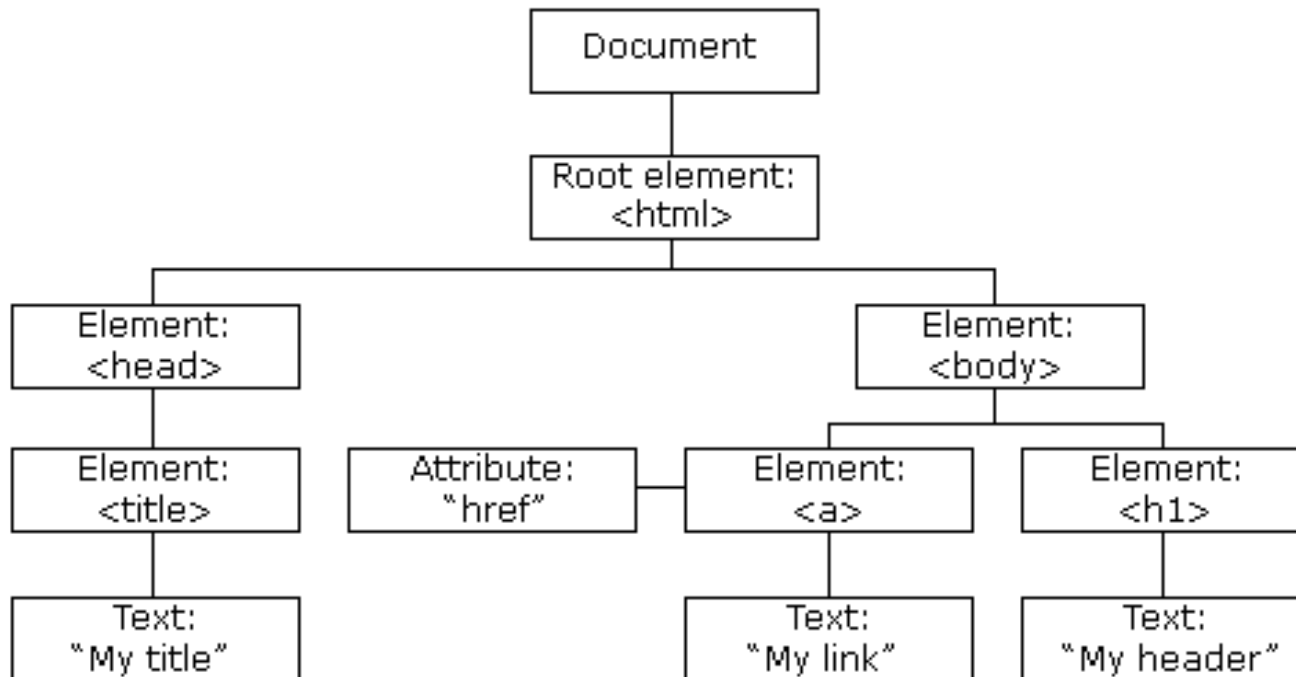 Document
Root element:
<html>
Element:
<head>
Element:
<body>
Element:
<title>
Attribute:
“href”
Element:
<a>
Element:
<h1>
Text:
“My title”
Text:
“My link”
Text:
“My header”